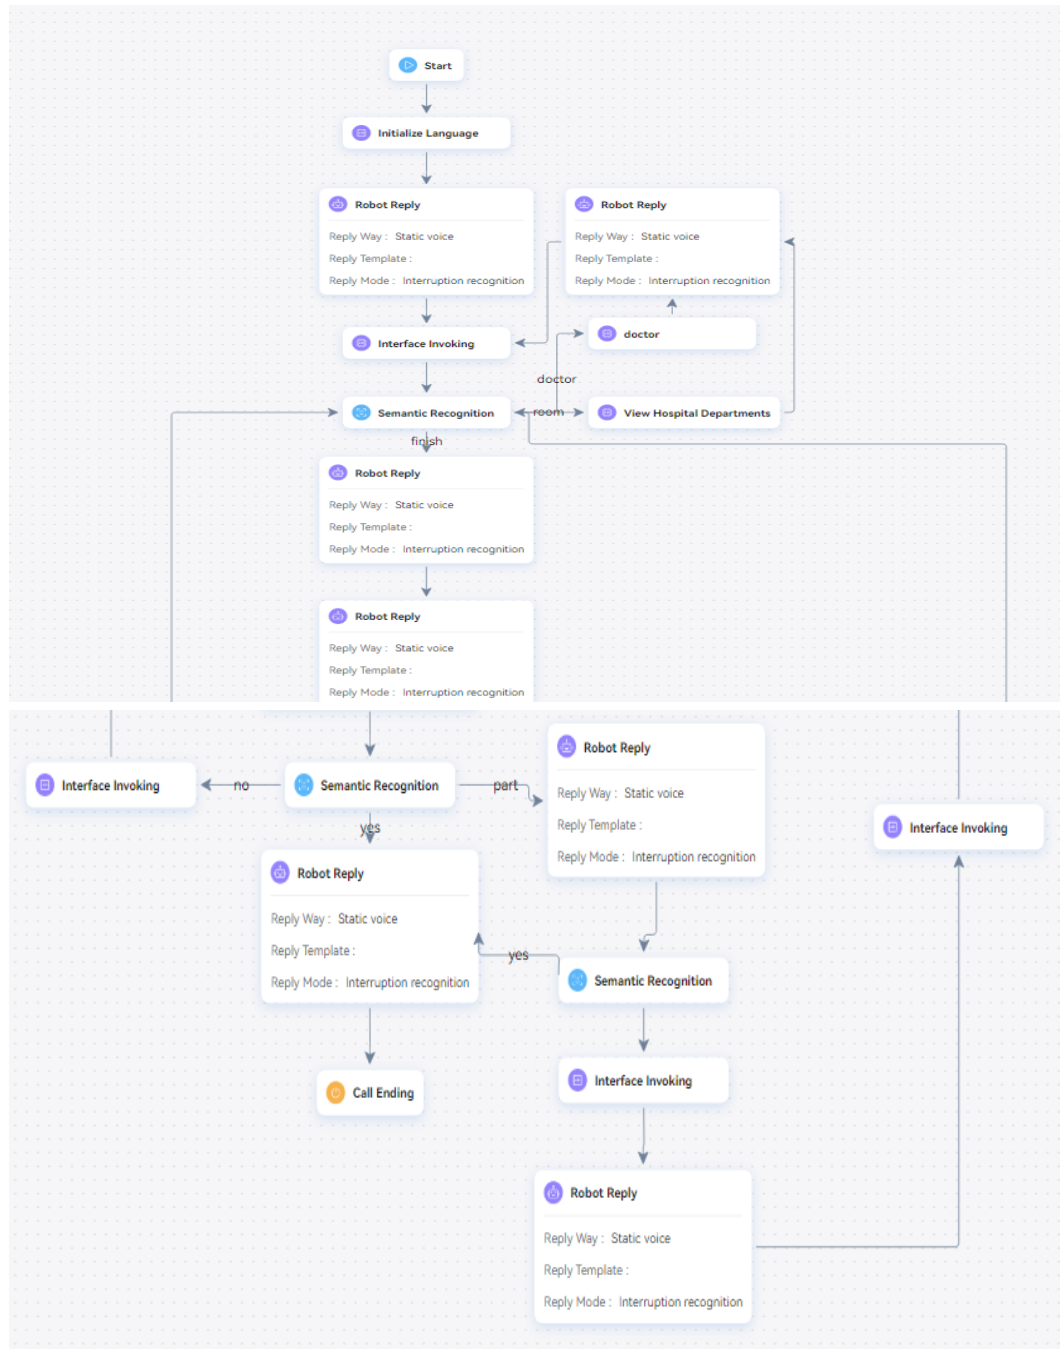 Start
Initialize Language
Robot Reply
Reply Way : Static voice
Reply Template :
Reply Mode : Interruption recognition
Robot Reply
Reply Way : Static voice
Reply Template :
Reply Mode : Interruption recognition
Interface Invoking
doctor
doctor
Semantic Recognition
room
View Hospital Departments
finish
Robot Reply
Reply Way : Static voice
Reply Template :
Reply Mode : Interruption recognition
Robot Reply
Reply Way : Static voice
Reply Template :
Reply Mode : Interruption recognition
Interface Invoking
no
Semantic Recognition
part
Robot Reply
Reply Way : Static voice
Reply Template :
Reply Mode : Interruption recognition
Interface Invoking
yes
Robot Reply
Reply Way : Static voice
Reply Template :
Reply Mode : Interruption recognition
yes
Semantic Recognition
Interface Invoking
Call Ending
Robot Reply
Reply Way : Static voice
Reply Template :
Reply Mode : Interruption recognition